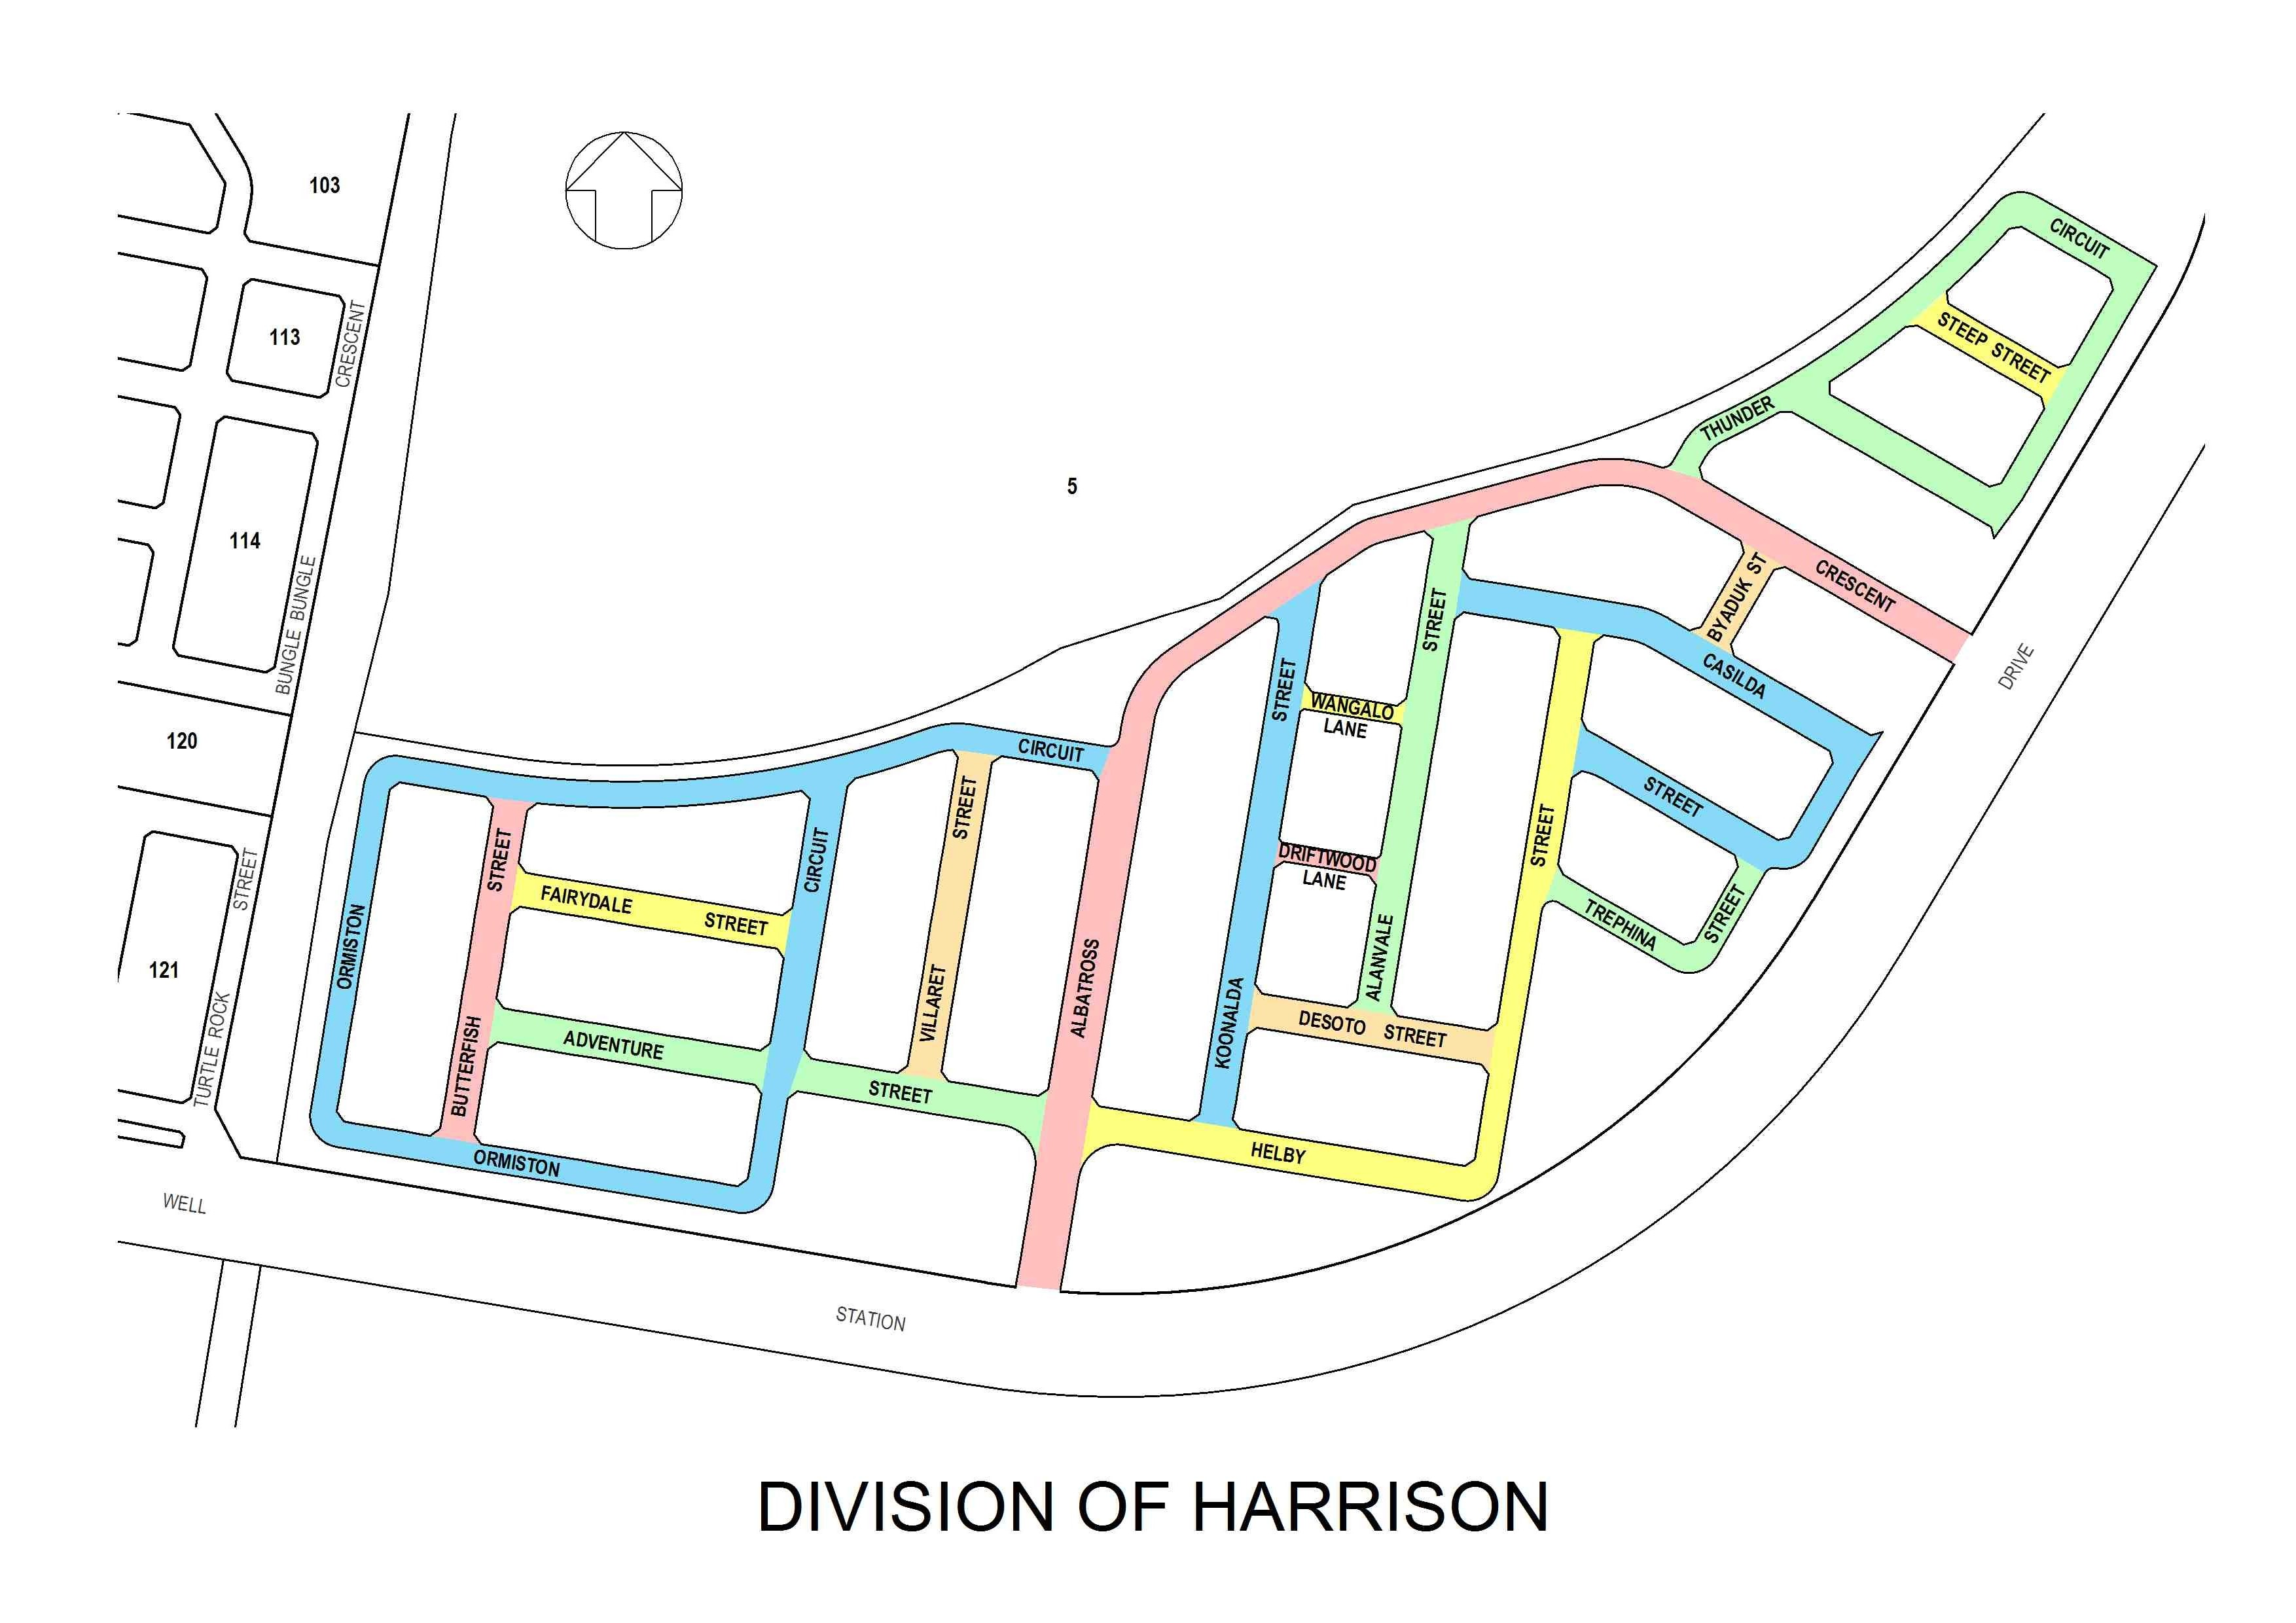 103
CIRCUIT
113
CRESCENT
STEEP STREET
THUNDER
5
114
BUNGLE BUNGLE
CRESCENT
BYADUK ST
STREET
STREET
DRIVE
CASILDA
WANGALO
LANE
120
CIRCUIT
STREET
STREET
STREET
STREET
CIRCUIT
DRIFTWOOD
LANE
STREET
FAIRYDALE STREET
TREPHINA
STREET
ORMISTON
121
ALANVALE
ALBATROSS
VILLARET
KOONALDA
DESOTO STREET
TURTLE ROCK
BUTTERFISH
ADVENTURE
STREET
HELBY
ORMISTON
WELL
STATION
DIVISION OF HARRISON